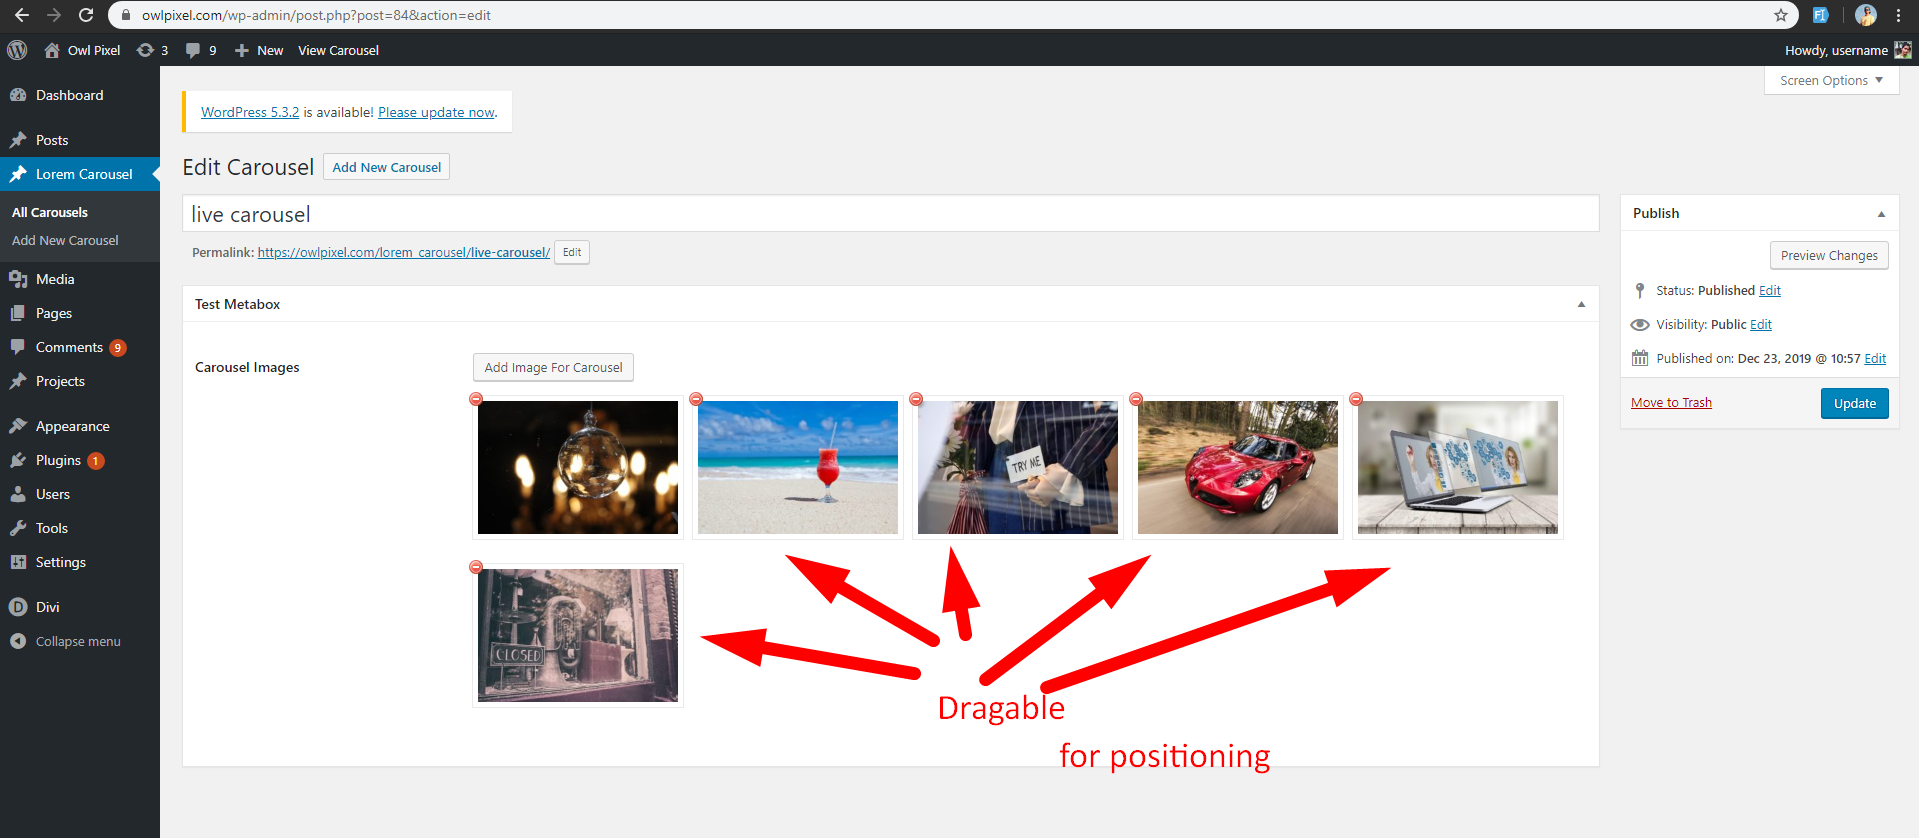 owlpixel.com/wp-admin/post.php?post=84&action=edit
Owl Pixel 3 9 New View Carousel Howdy, username
Screen Options
Dashboard
Posts
Lorem Carousel
All Carousels
Add New Carousel
Media
Pages
Comments 9
Projects
Appearance
Plugins 1
Users
Tools
Settings
D Divi
Collapse menu
WordPress 5.3.2 is available! Please update now.
Edit Carousel Add New Carousel
live carousel
Permalink: https://owlpixel.com/lorem_carousel/live-carousel/ Edit
Test Metabox
Carousel Images Add Image For Carousel
TRY ME
CLOSED
Dragable
for positioning
Publish
Preview Changes
Status: Published Edit
Visibility: Public Edit
Published on: Dec 23, 2019 @ 10:57 Edit
Move to Trash Update